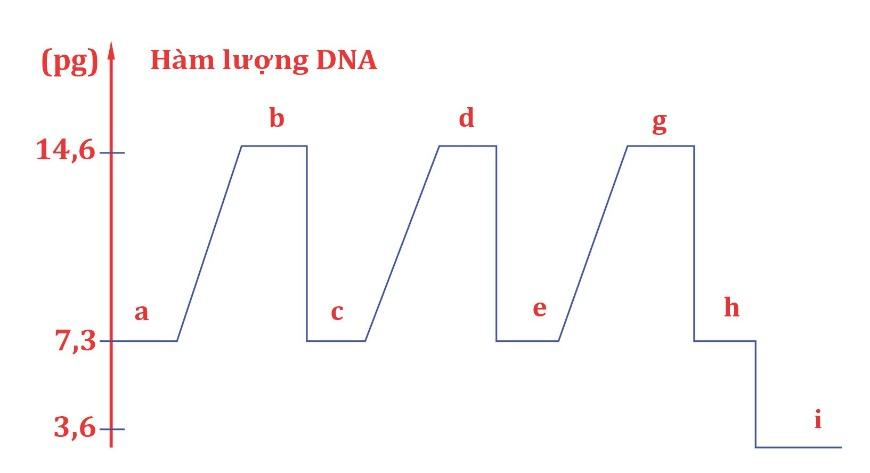 (pg) Hàm lượng DNA
b d g
14,6
a c e h
7,3
3,6 i